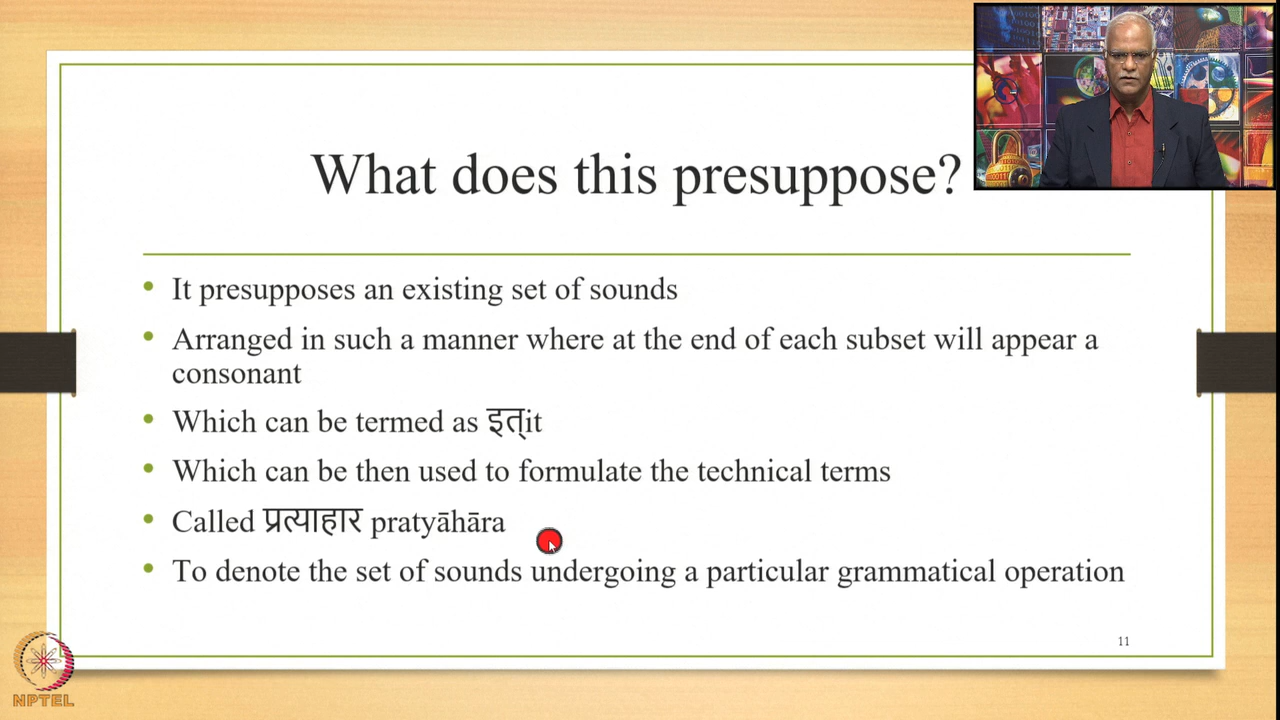 What does this presuppose?
• It presupposes an existing set of sounds
• Arranged in such a manner where at the end of each subset will appear a
consonant
• Which can be termed as इत् it
• Which can be then used to formulate the technical terms
• Called प्रत्याहार pratyāhāra
• To denote the set of sounds undergoing a particular grammatical operation
11
NPTEL